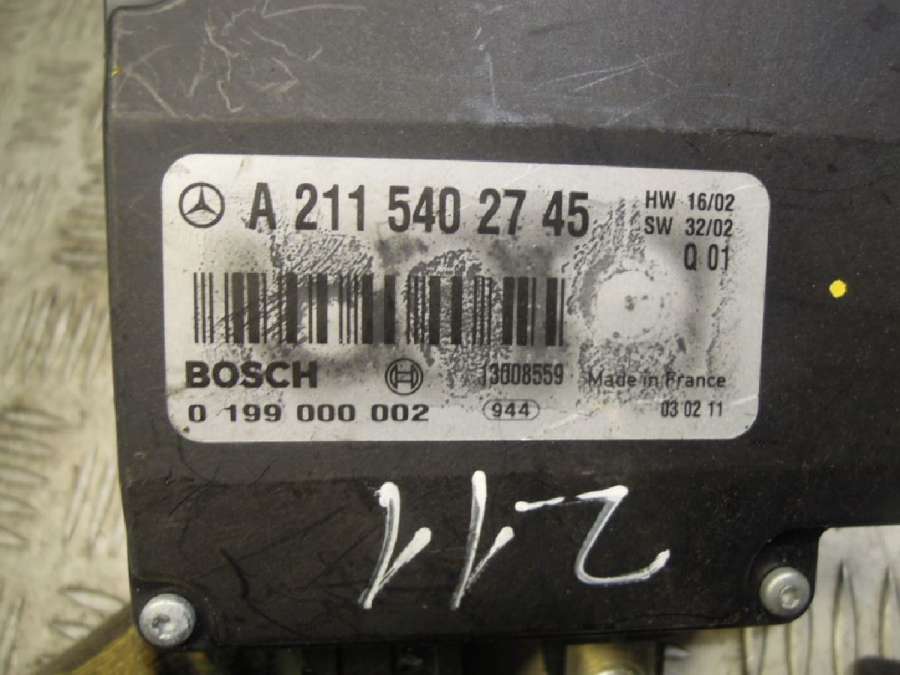 A 211 540 27 45
HW 16/02
SW 32/02
Q 01
BOSCH
13008559
Made in France
0 199 000 002
944
03 02 11
211